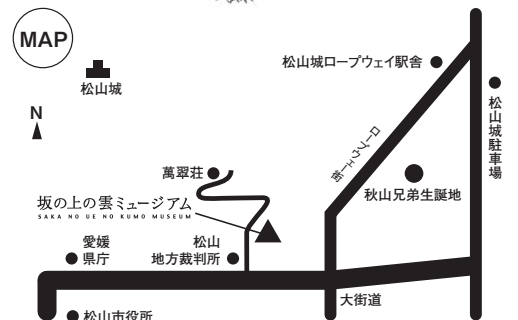 MAP
松山城ロープウェイ駅舎
松山城
松山城駐車場
N
ロープウェー街
萬翠荘
秋山兄弟生誕地
坂の上の雲ミュージアム
SAKA NO UE NO KUMO MUSEUM
愛媛
県庁
松山
地方裁判所
大街道
松山市役所